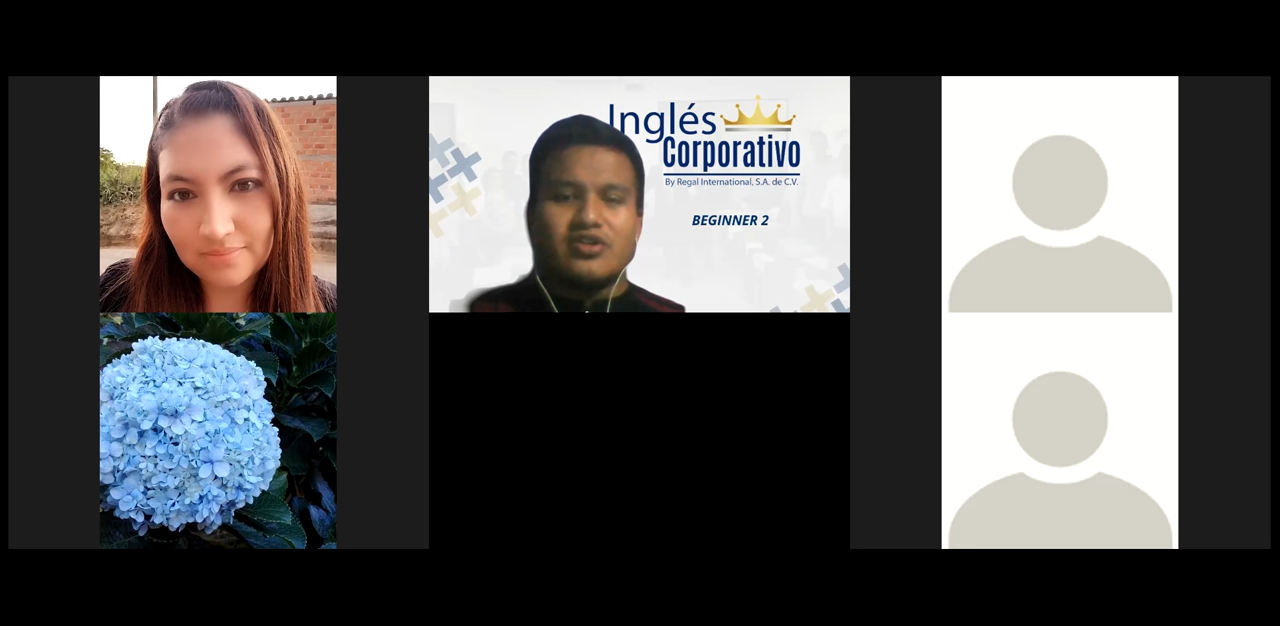 Inglés
Corporativo
By Regal International, S.A. de C.V.
BEGINNER 2